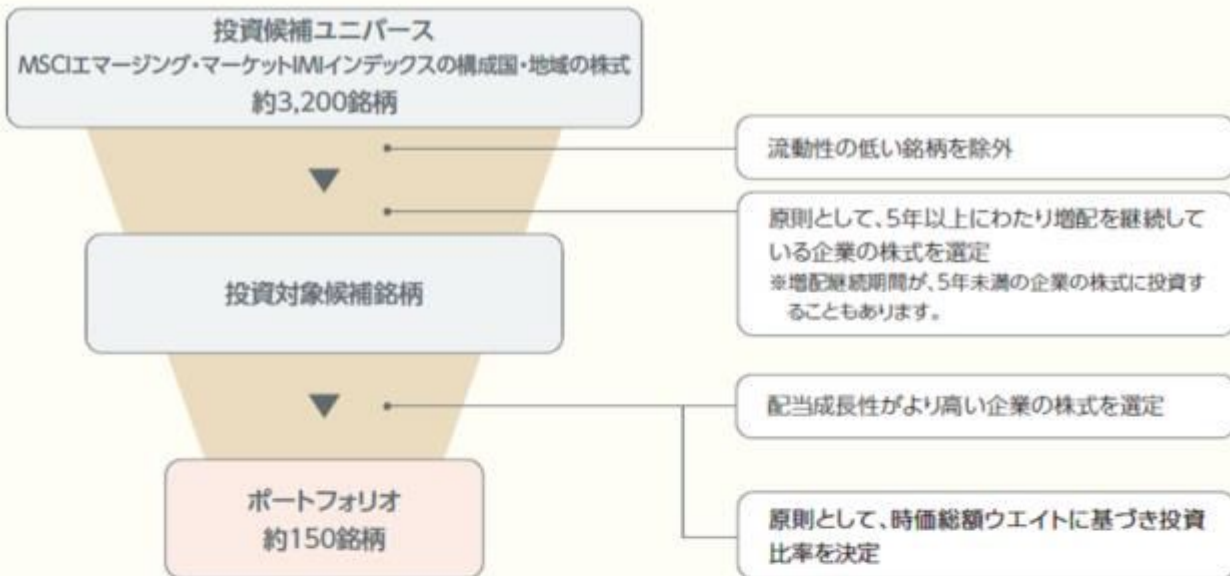 投資候補ユニバース
MSCIエマージング・マーケットIMIインデックスの構成国・地域の株式
約3,200銘柄
流動性の低い銘柄を除外
原則として、5年以上にわたり増配を継続して
いる企業の株式を選定
※増配継続期間が、5年未満の企業の株式に投資す
ることもあります。
投資対象候補銘柄
配当成長性がより高い企業の株式を選定
ポートフォリオ
約150銘柄
原則として、時価総額ウエイトに基づき投資
比率を決定